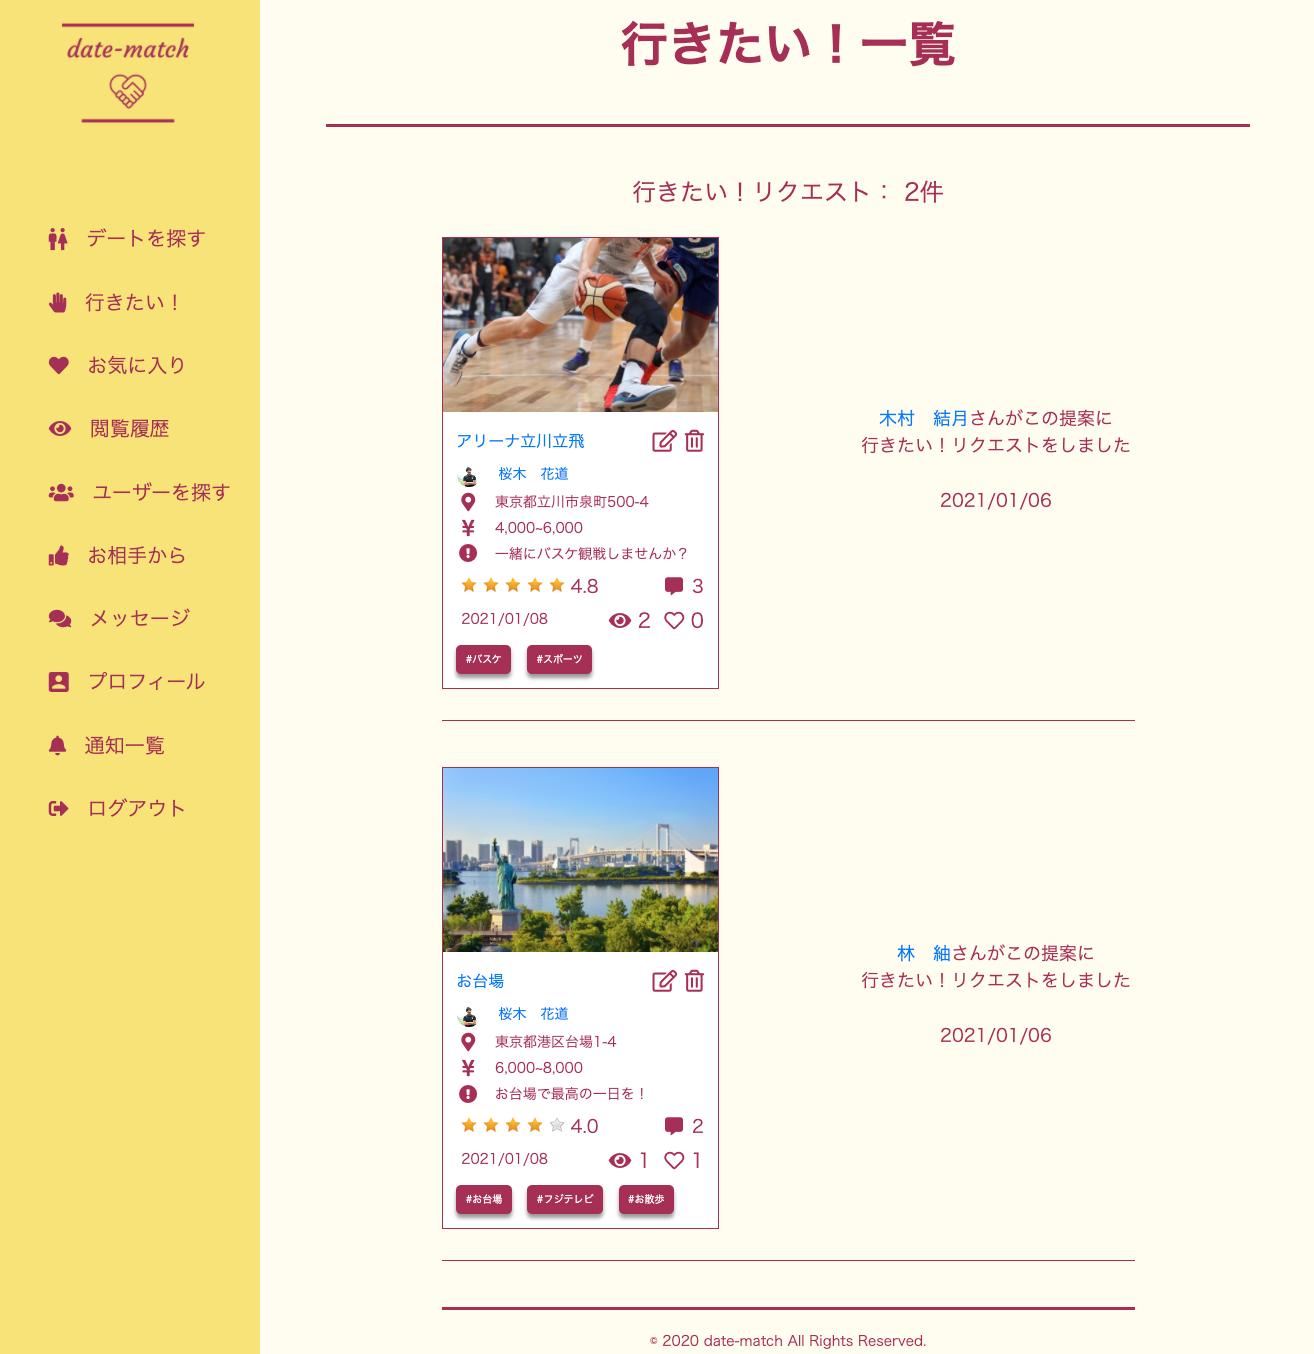 date-match
デートを探す
行きたい！
お気に入り
閲覧履歴
ユーザーを探す
お相手から
メッセージ
プロフィール
通知一覧
ログアウト
行きたい！一覧
行きたい！リクエスト： 2件
アリーナ立川立飛
桜木　花道
東京都立川市泉町500-4
4,000~6,000
一緒にバスケ観戦しませんか？
4.8 3
2021/01/08 2 0
#バスケ #スポーツ
木村　結月さんがこの提案に
行きたい！リクエストをしました
2021/01/06
お台場
桜木　花道
東京都港区台場1-4
6,000~8,000
お台場で最高の一日を！
4.0 2
2021/01/08 1 1
#お台場 #フジテレビ #お散歩
林　紬さんがこの提案に
行きたい！リクエストをしました
2021/01/06
© 2020 date-match All Rights Reserved.